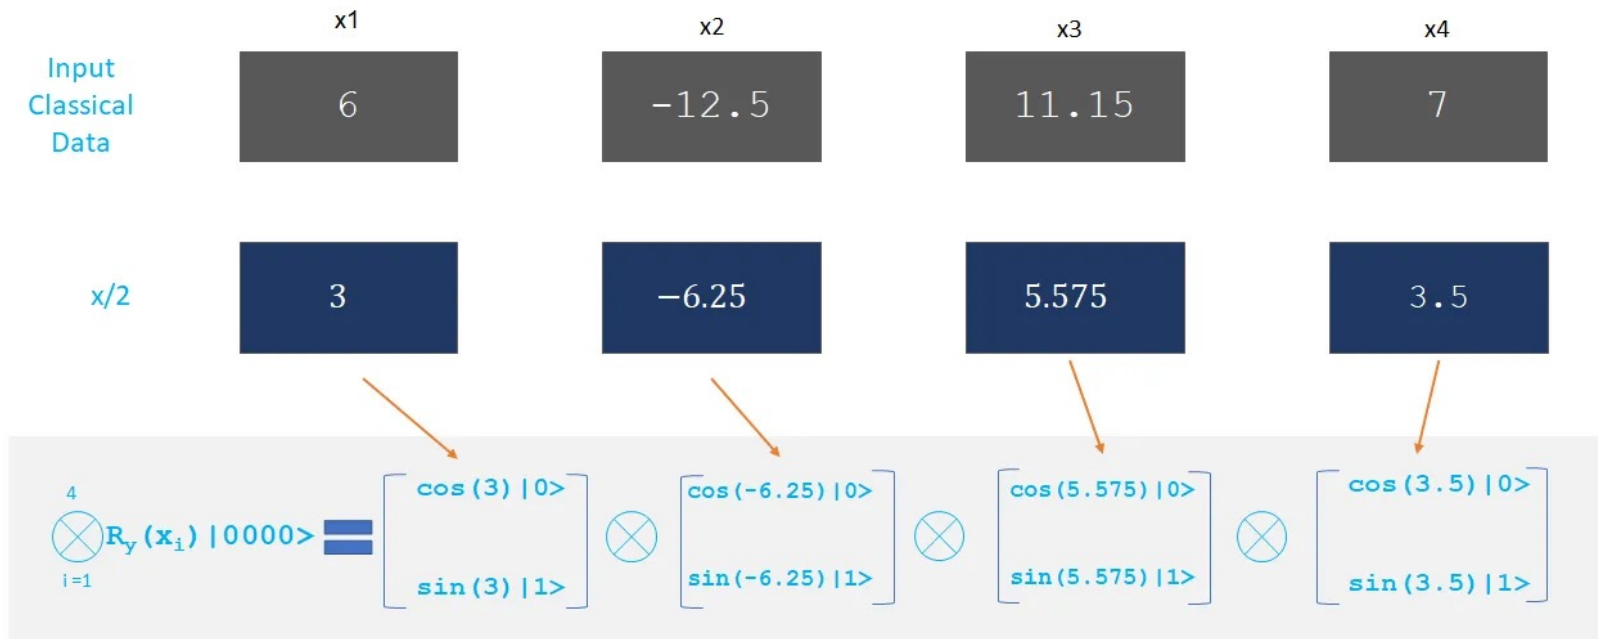 x1 x2 x3 x4
Input
Classical
Data
6 -12.5 11.15 7
x/2 3 −6.25 5.575 3.5
4
R_y(x_i)|0000>
i=1
cos(3)|0> cos(-6.25)|0> cos(5.575)|0> cos(3.5)|0>
sin(3)|1> sin(-6.25)|1> sin(5.575)|1> sin(3.5)|1>